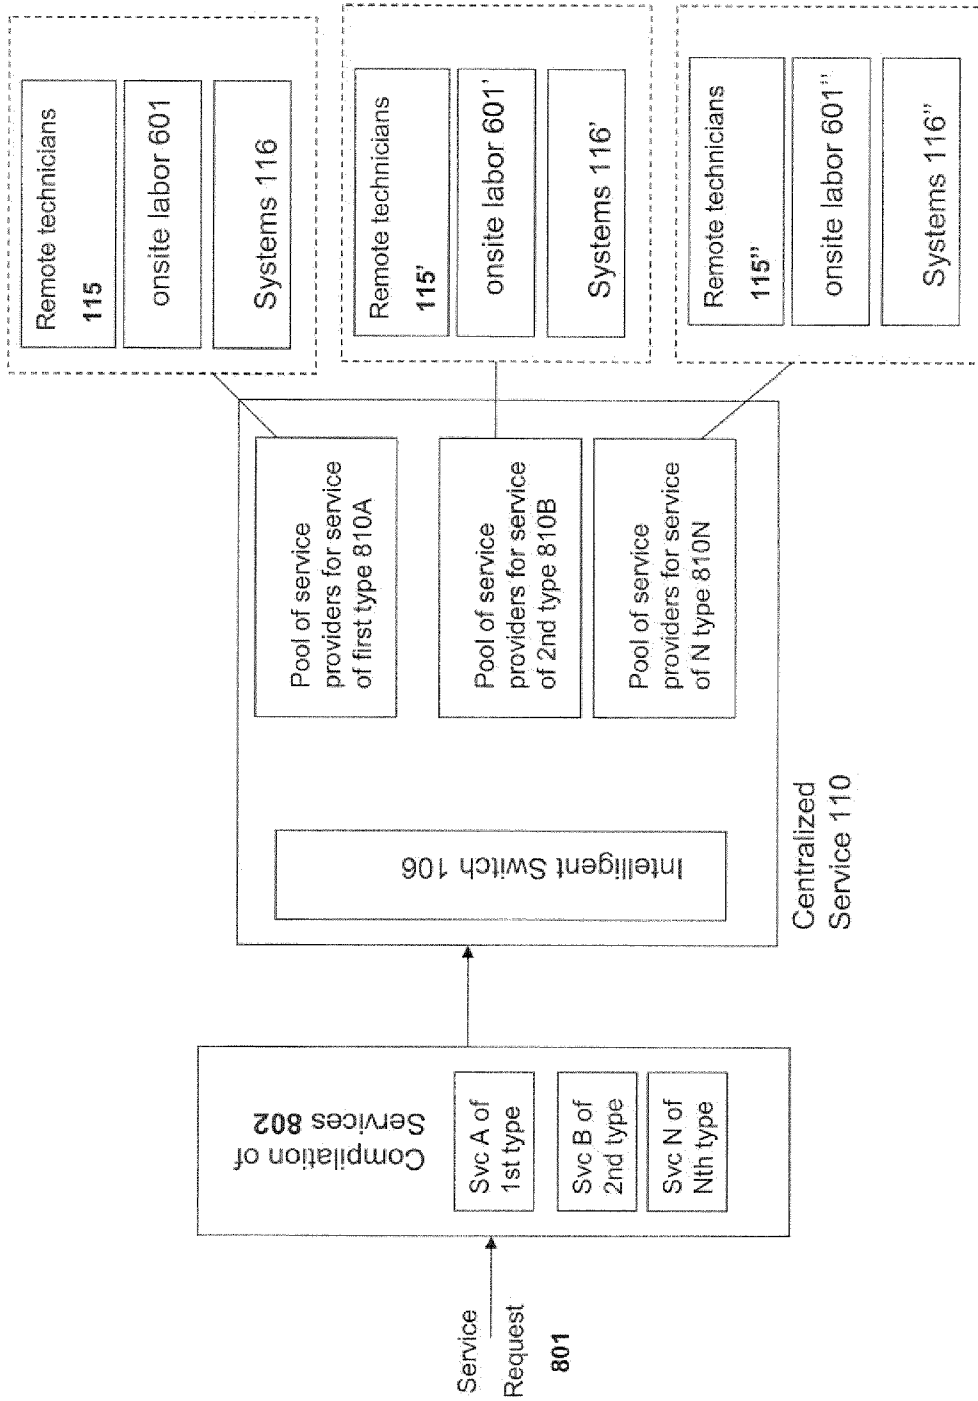 Service
Request
801
Compilation of
Services 802
Svc A of
1st type
Svc B of
2nd type
Svc N of
Nth type
Centralized
Service 110
Intelligent Switch 106
Pool of service
providers for service
of first type 810A
Pool of service
providers for service
of 2nd type 810B
Pool of service
providers for service
of N type 810N
Remote technicians
115
onsite labor 601
Systems 116
Remote technicians
115'
onsite labor 601'
Systems 116'
Remote technicians
115"
onsite labor 601"
Systems 116"